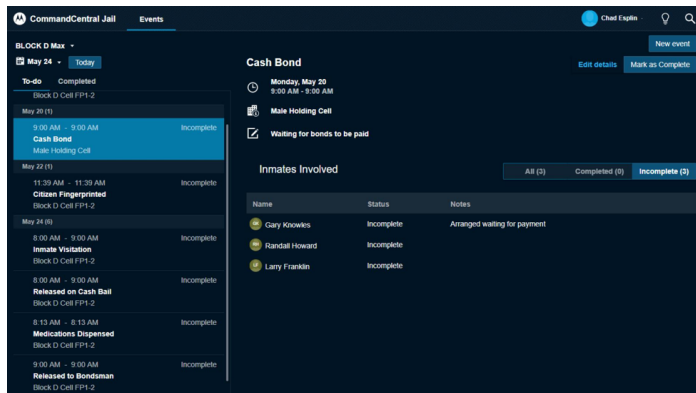 CommandCentral Jail
Events
Chad Esplin
BLOCK D Max
May 24
Today
New event
To-do
Completed
Block D Cell FP1-2
May 20 (1)
9:00 AM - 9:00 AM
Incomplete
Cash Bond
Male Holding Cell
May 22 (1)
11:39 AM - 11:39 AM
Incomplete
Citizen Fingerprinted
Block D Cell FP1-2
May 24 (6)
8:00 AM - 9:00 AM
Incomplete
Inmate Visitation
Block D Cell FP1-2
8:00 AM - 9:00 AM
Incomplete
Released on Cash Bail
Block D Cell FP1-2
8:13 AM - 8:13 AM
Incomplete
Medications Dispensed
Block D Cell FP1-2
9:00 AM - 9:00 AM
Incomplete
Released to Bondsman
Block D Cell FP1-2
Cash Bond
Edit details
Mark as Complete
Monday, May 20
9:00 AM - 9:00 AM
Male Holding Cell
Waiting for bonds to be paid
Inmates Involved
All (3)
Completed (0)
Incomplete (3)
Name
Status
Notes
GK
Gary Knowles
Incomplete
Arranged waiting for payment
RH
Randall Howard
Incomplete
LF
Larry Franklin
Incomplete